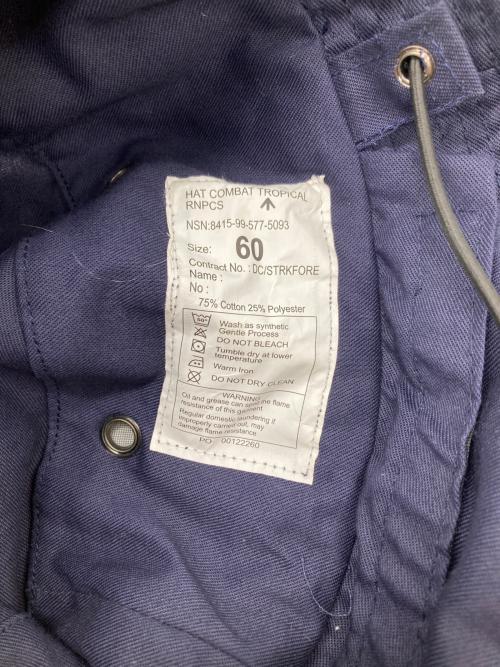 HAT COMBAT TROPICAL
RNPCS
NSN:8415-99-577-5093
Size: 60
Contract No.: DC/STRKFORE
Name :
No :
75% Cotton 25% Polyester
Wash as synthetic
Gentle Process
DO NOT BLEACH
Tumble dry at lower
temperature
Warm Iron
DO NOT DRY CLEAN
WARNING
Oil and grease can spoil the flame
resistance of this garment
Regular domestic laundering if
improperly carried out, may
damage flame resistance
PO 00122260